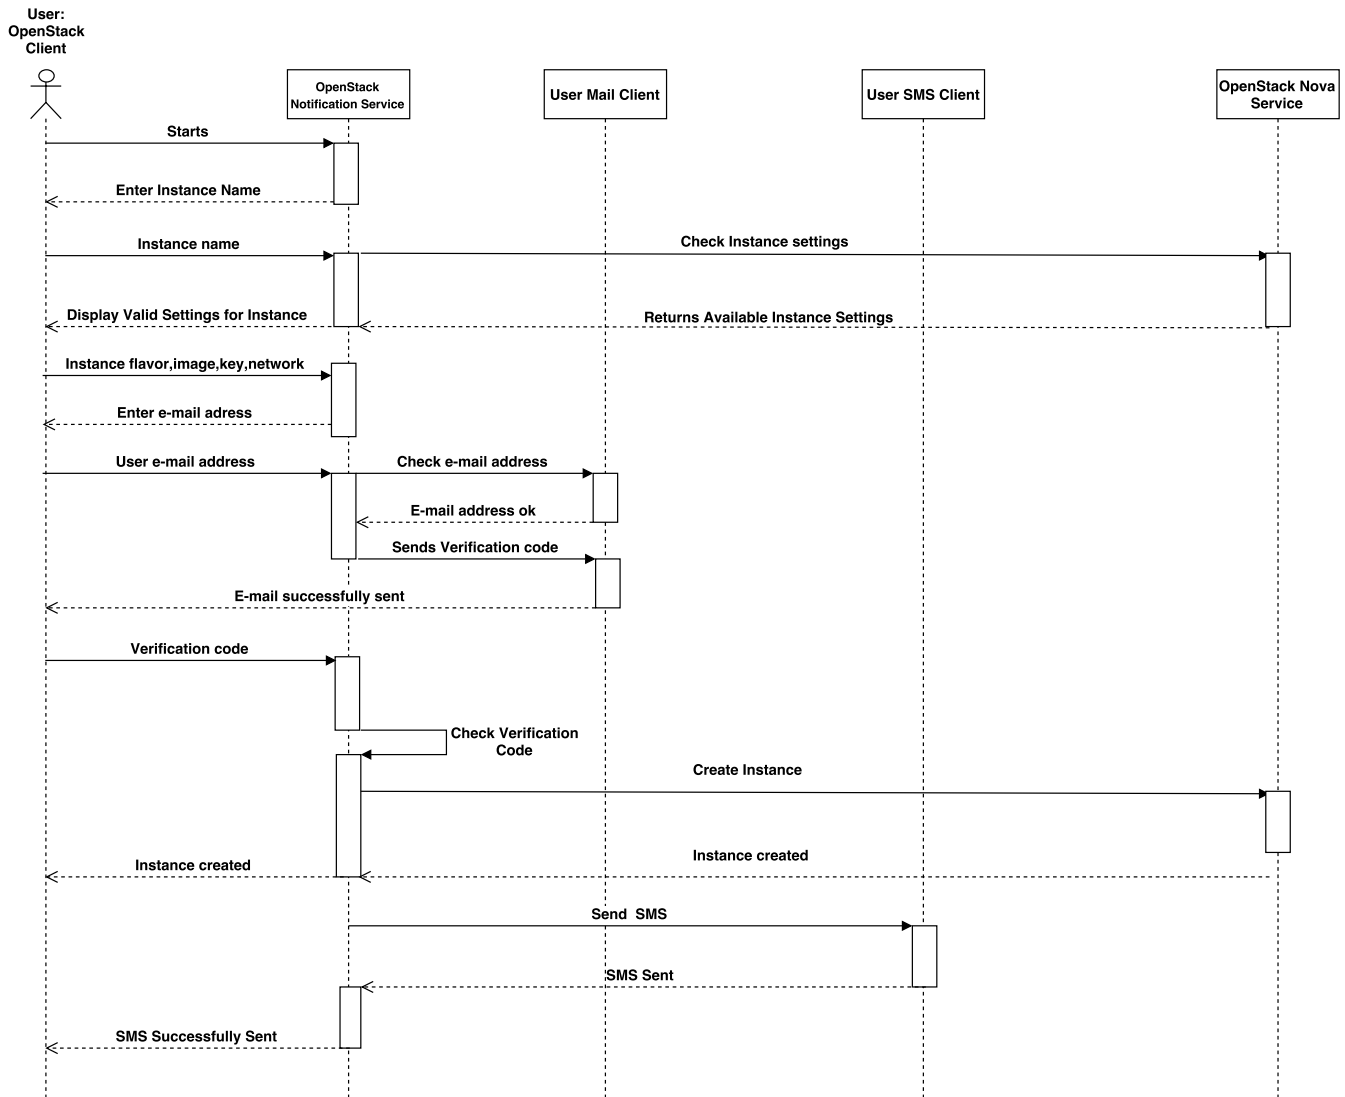 User:
OpenStack
Client
OpenStack
Notification Service
User Mail Client
User SMS Client
OpenStack Nova
Service
Starts
Enter Instance Name
Instance name
Check Instance settings
Display Valid Settings for Instance
Returns Available Instance Settings
Instance flavor,image,key,network
Enter e-mail adress
User e-mail address
Check e-mail address
E-mail address ok
Sends Verification code
E-mail successfully sent
Verification code
Check Verification
Code
Create Instance
Instance created
Instance created
Send  SMS
SMS Sent
SMS Successfully Sent